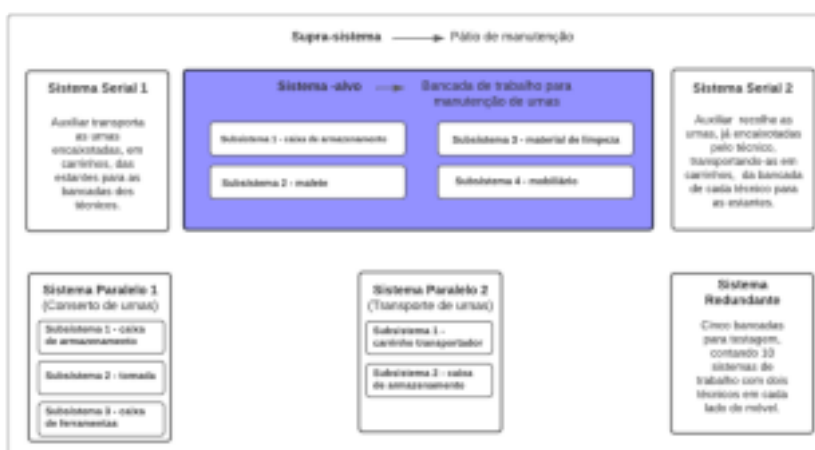 Supra-sistema Pátio de manutenção
Sistema Serial 1
Auxiliar transporta
as urnas
encaixotadas, em
carrinhos, das
estantes para as
bancadas dos
técnicos.
Sistema -alvo Bancada de trabalho para
manutenção de urnas
Subsistema 1 - caixa de armazenamento
Subsistema 2 - malete
Subsistema 3 - material de limpeza
Subsistema 4 - mobiliário
Sistema Serial 2
Auxiliar recolhe as
urnas, já encaixotadas
pelo técnico,
transportando-as em
carrinhos, da bancada
de cada técnico para
as estantes.
Sistema Paralelo 1
(Conserto de urnas)
Subsistema 1 - caixa
de armazenamento
Subsistema 2 - tomada
Subsistema 3 - caixa
de ferramentas
Sistema Paralelo 2
(Transporte de urnas)
Subsistema 1 -
carrinho transportador
Subsistema 2 - caixa
de armazenamento
Sistema
Redundante
Cinco bancadas
para testagem,
contando 10
sistemas de
trabalho com dois
técnicos em cada
lado do móvel.